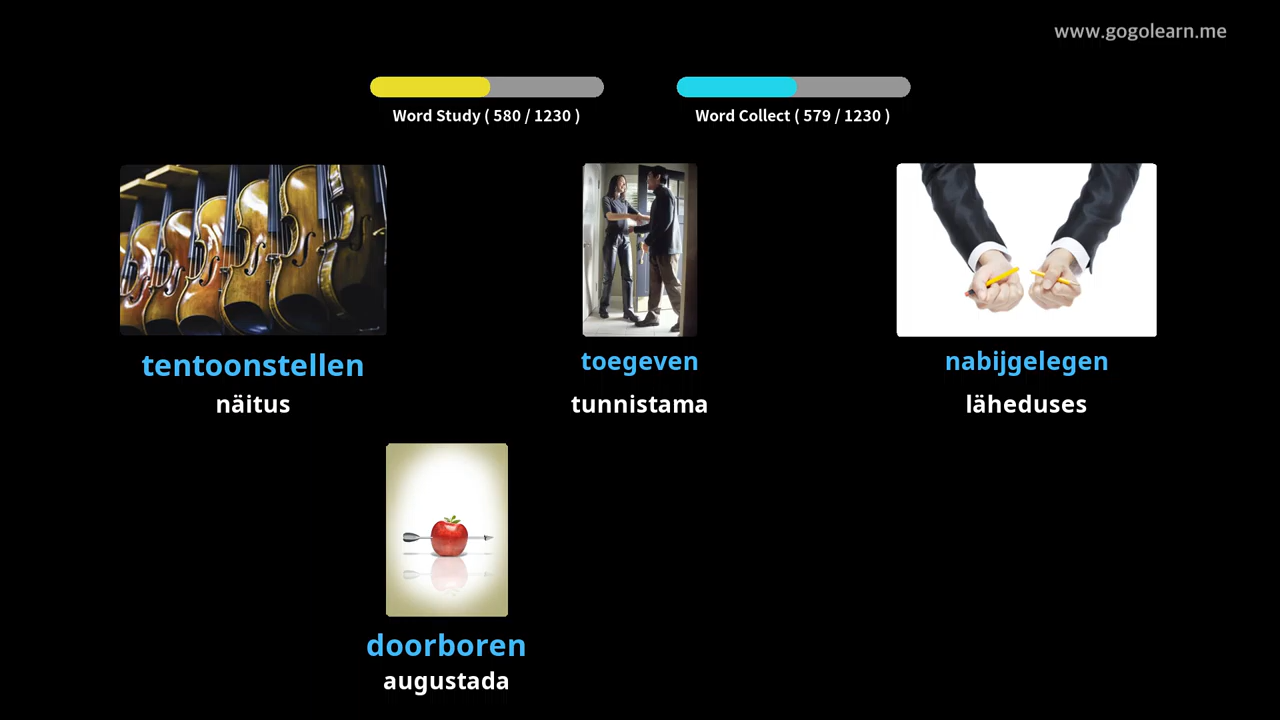 www.gogolearn.me
Word Study ( 580 / 1230 )
Word Collect ( 579 / 1230 )
tentoonstellen
näitus
toegeven
tunnistama
nabijgelegen
läheduses
doorboren
augustada